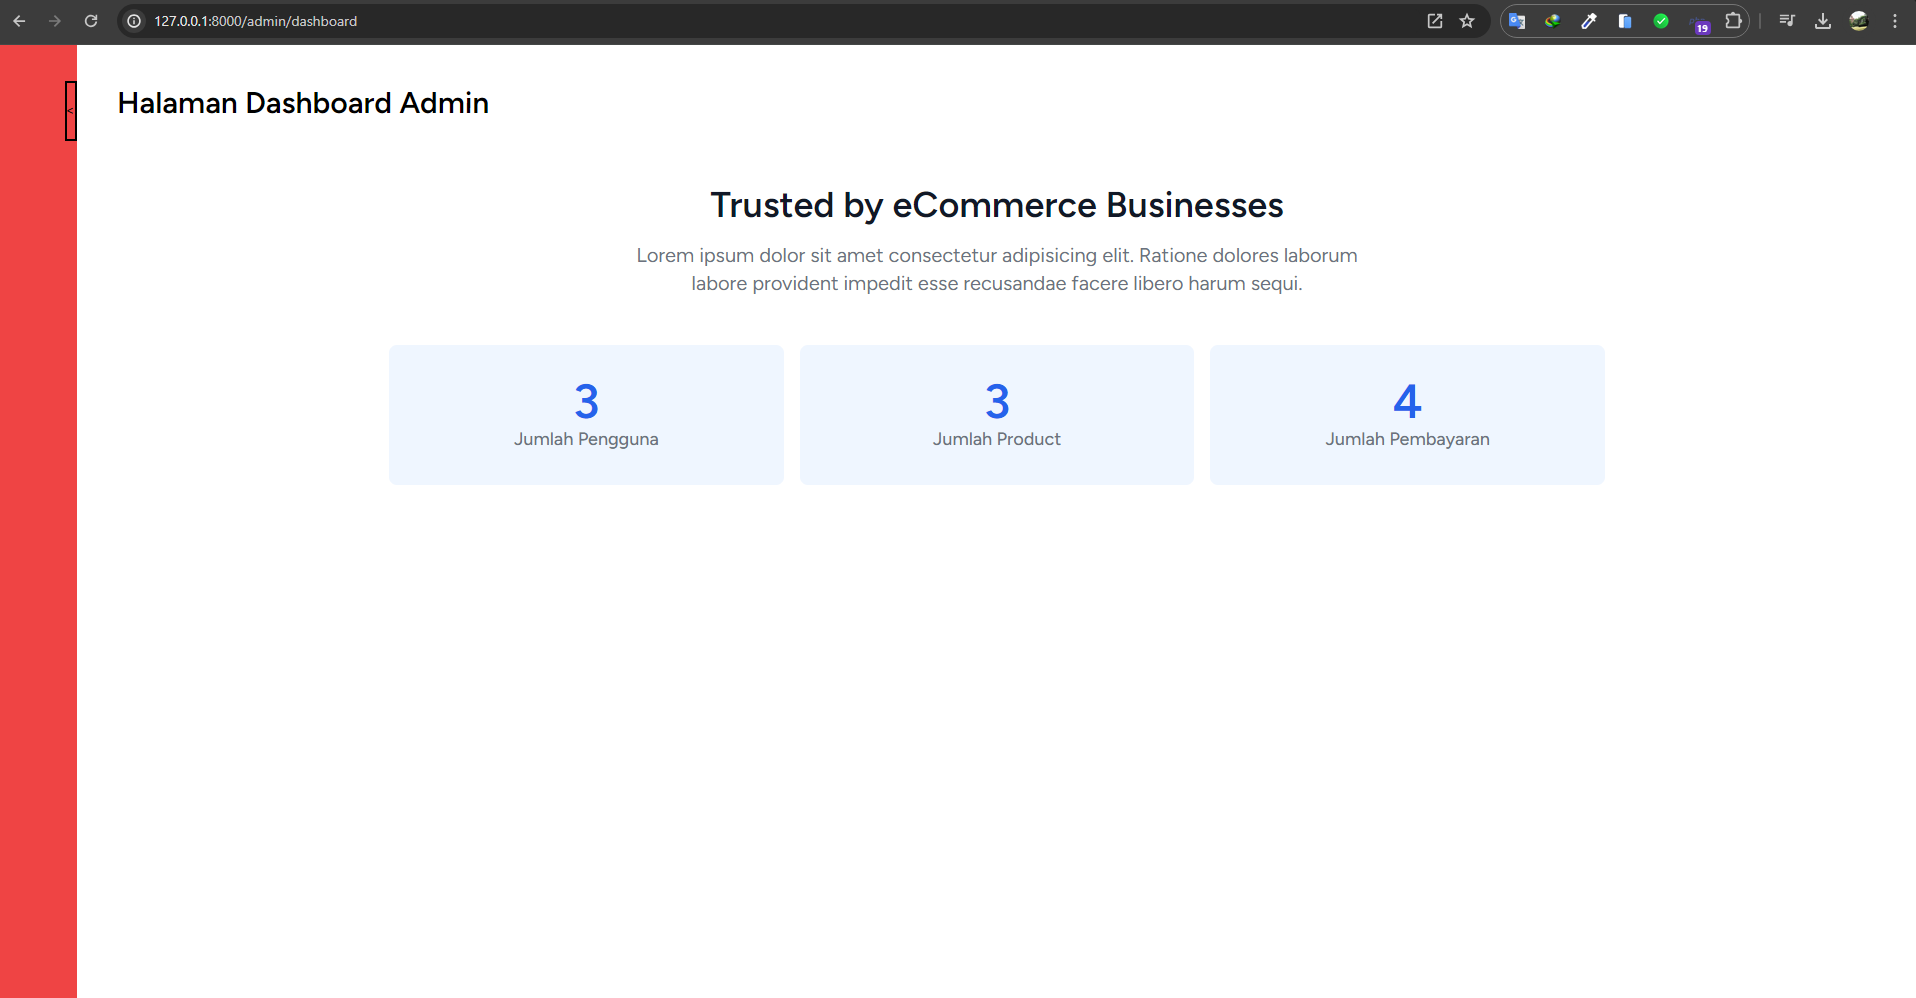 127.0.0.1:8000/admin/dashboard
19
<
Halaman Dashboard Admin
Trusted by eCommerce Businesses
Lorem ipsum dolor sit amet consectetur adipisicing elit. Ratione dolores laborum
labore provident impedit esse recusandae facere libero harum sequi.
3
Jumlah Pengguna
3
Jumlah Product
4
Jumlah Pembayaran